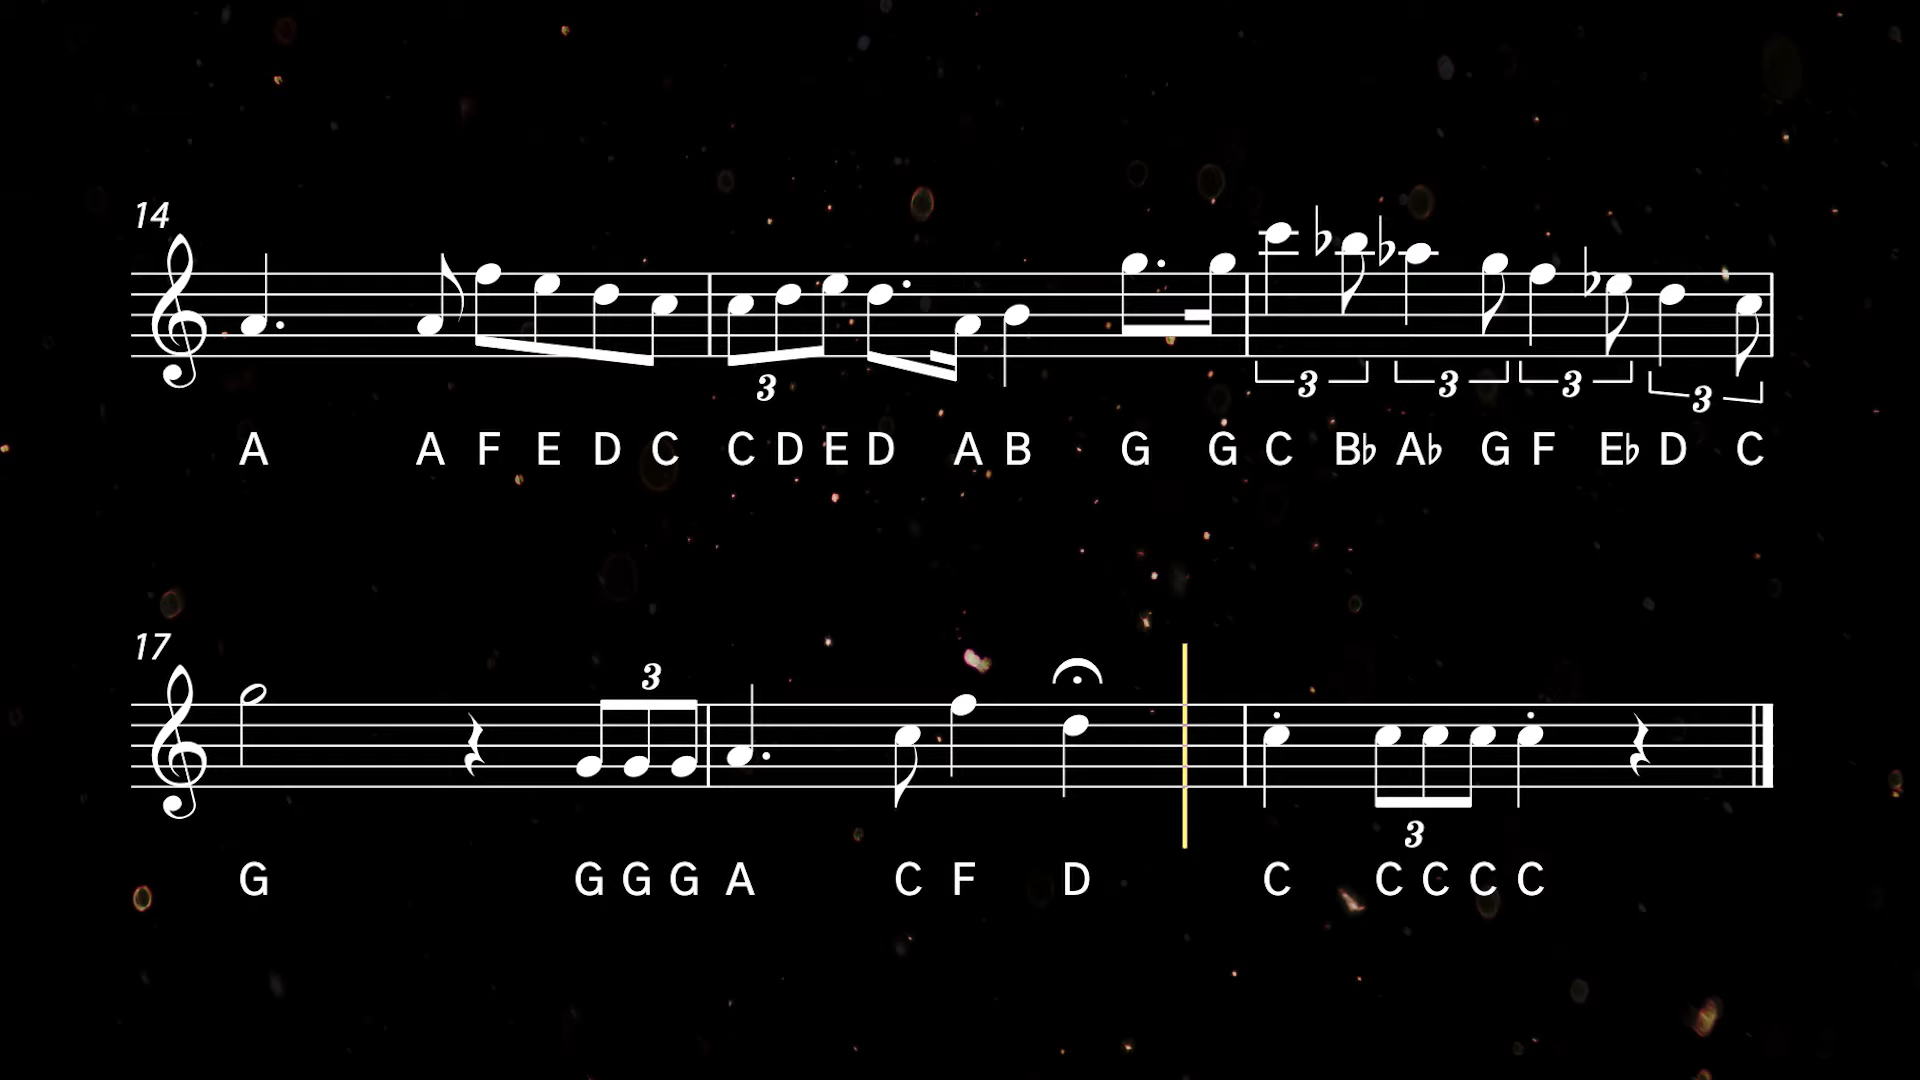 14
3 3 3 3 3
A A F E D C C D E D A B G G C B♭ A♭ G F E♭ D C
17
3
3
G G G G A C F D C C C C C